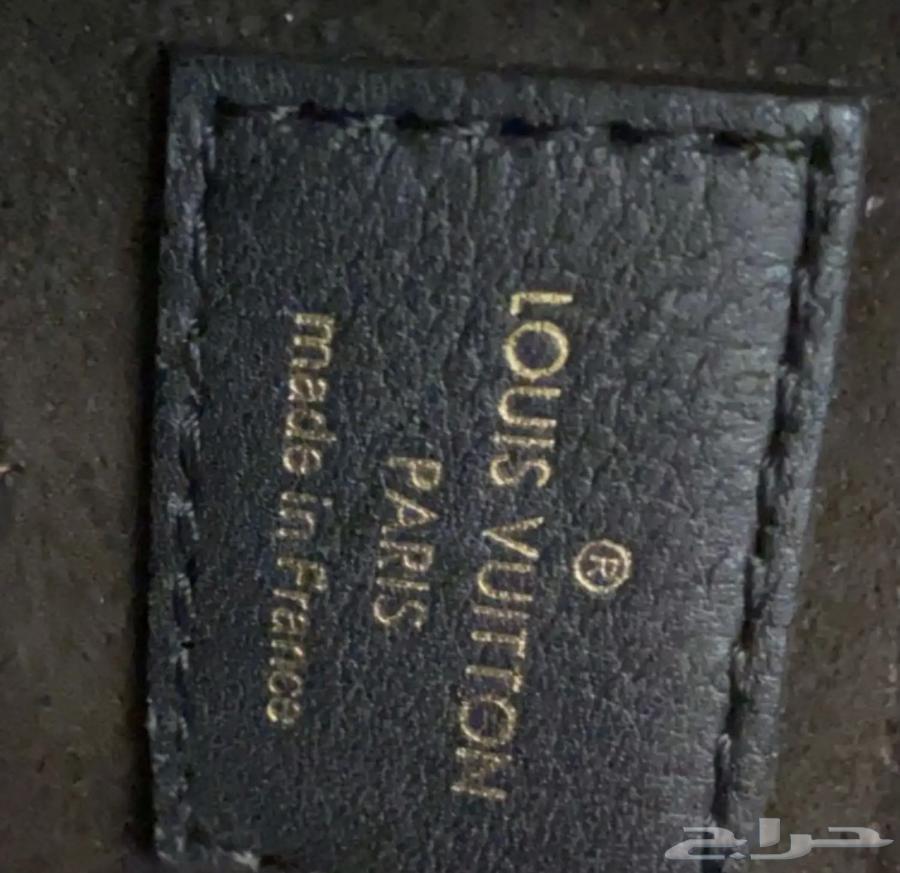 ®
LOUIS VUITTON
PARIS
made in France
حراج